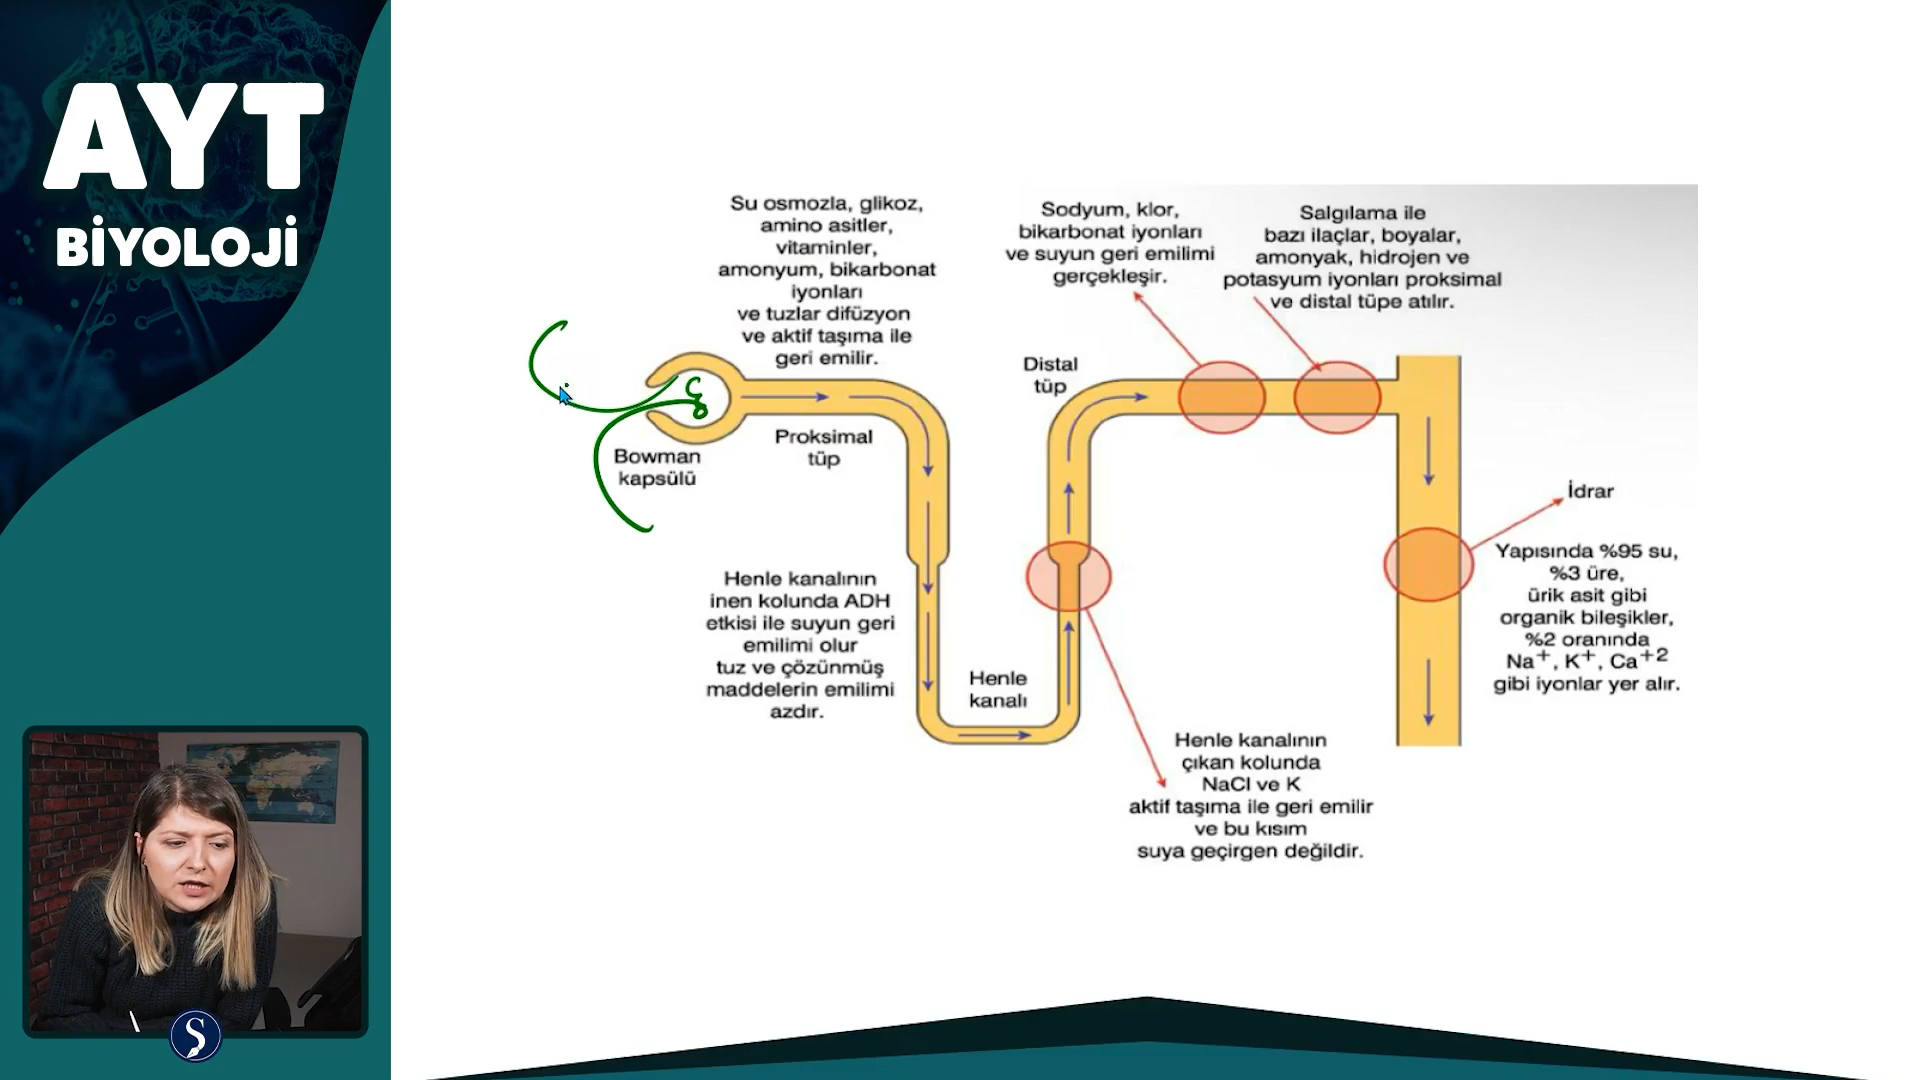 AYT
BİYOLOJİ
Su osmozla, glikoz,
amino asitler,
vitaminler,
amonyum, bikarbonat
iyonları
ve tuzlar difüzyon
ve aktif taşıma ile
geri emilir.
Sodyum, klor,
bikarbonat iyonları
ve suyun geri emilimi
gerçekleşir.
Salgılama ile
bazı ilaçlar, boyalar,
amonyak, hidrojen ve
potasyum iyonları proksimal
ve distal tüpe atılır.
Distal
tüp
Proksimal
tüp
Bowman
kapsülü
İdrar
Yapısında %95 su,
%3 üre,
ürik asit gibi
organik bileşikler,
%2 oranında
Na+, K+, Ca+2
gibi iyonlar yer alır.
Henle kanalının
inen kolunda ADH
etkisi ile suyun geri
emilimi olur
tuz ve çözünmüş
maddelerin emilimi
azdır.
Henle
kanalı
Henle kanalının
çıkan kolunda
NaCl ve K
aktif taşıma ile geri emilir
ve bu kısım
suya geçirgen değildir.
Ş